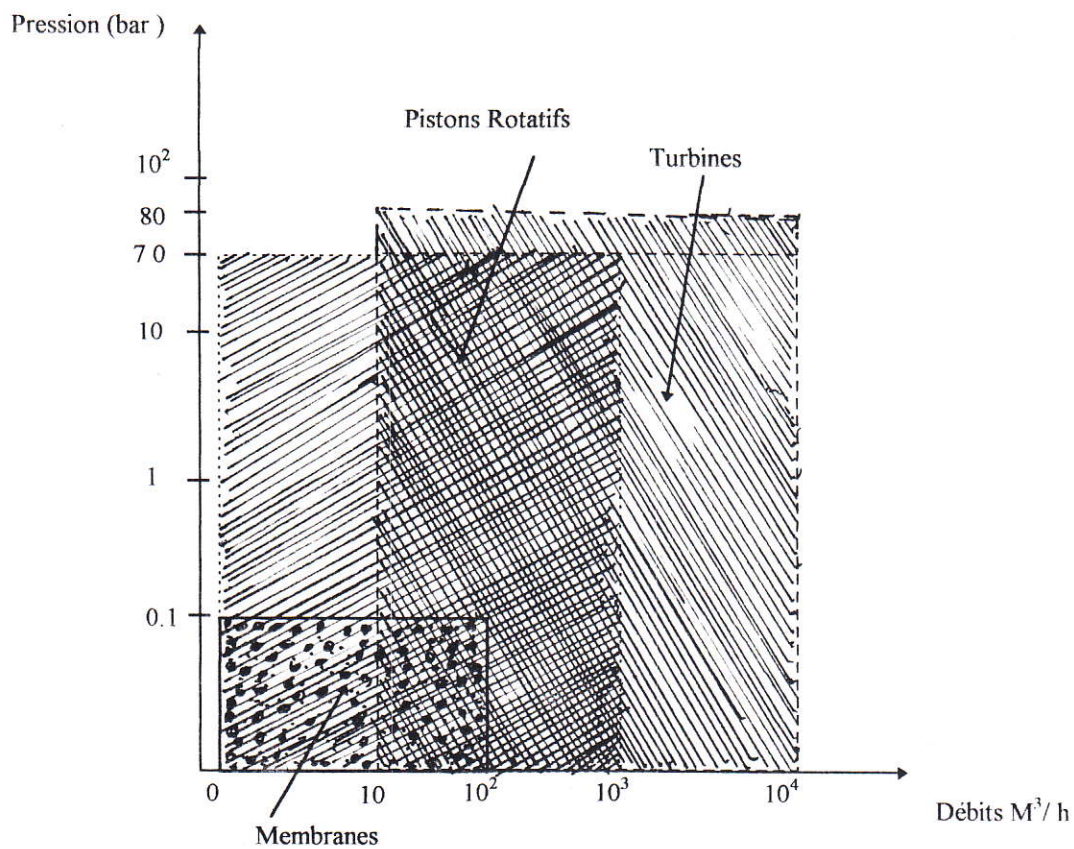 Pression (bar )
Pistons Rotatifs
Turbines
10²
80
7 0
10
1
0.1
0 10 10² 10³ 10⁴
Débits M³/ h
Membranes